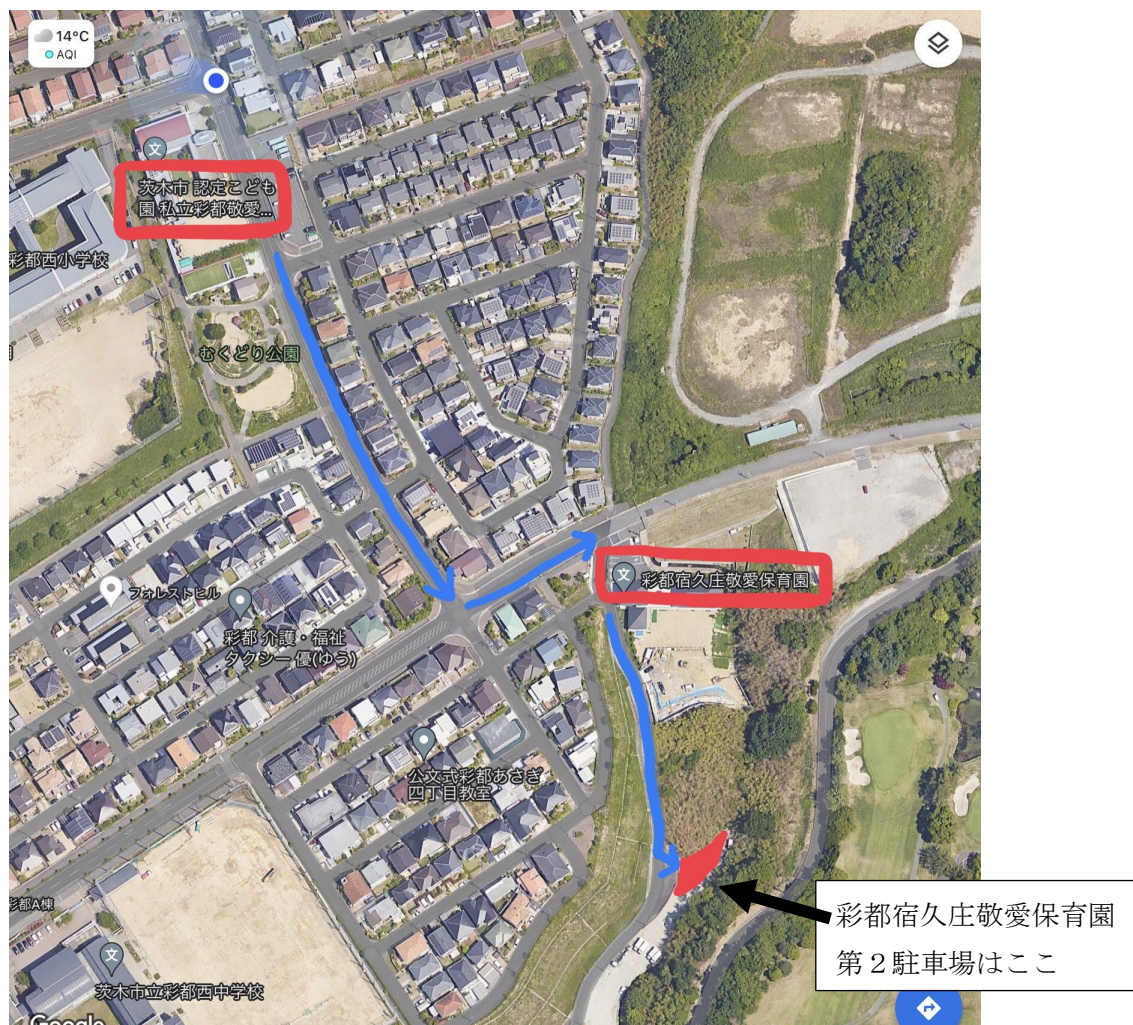 14°C
AQI
茨木市 認定こども
園 私立彩都敬愛...
彩都西小学校
むくどり公園
彩都宿久庄敬愛保育園
フォレストヒル
彩都 介護・福祉
タクシー 優(ゆう)
公文式彩都あさぎ
四丁目教室
彩都A棟
茨木市立彩都西中学校
彩都宿久庄敬愛保育園
第２駐車場はここ
Google